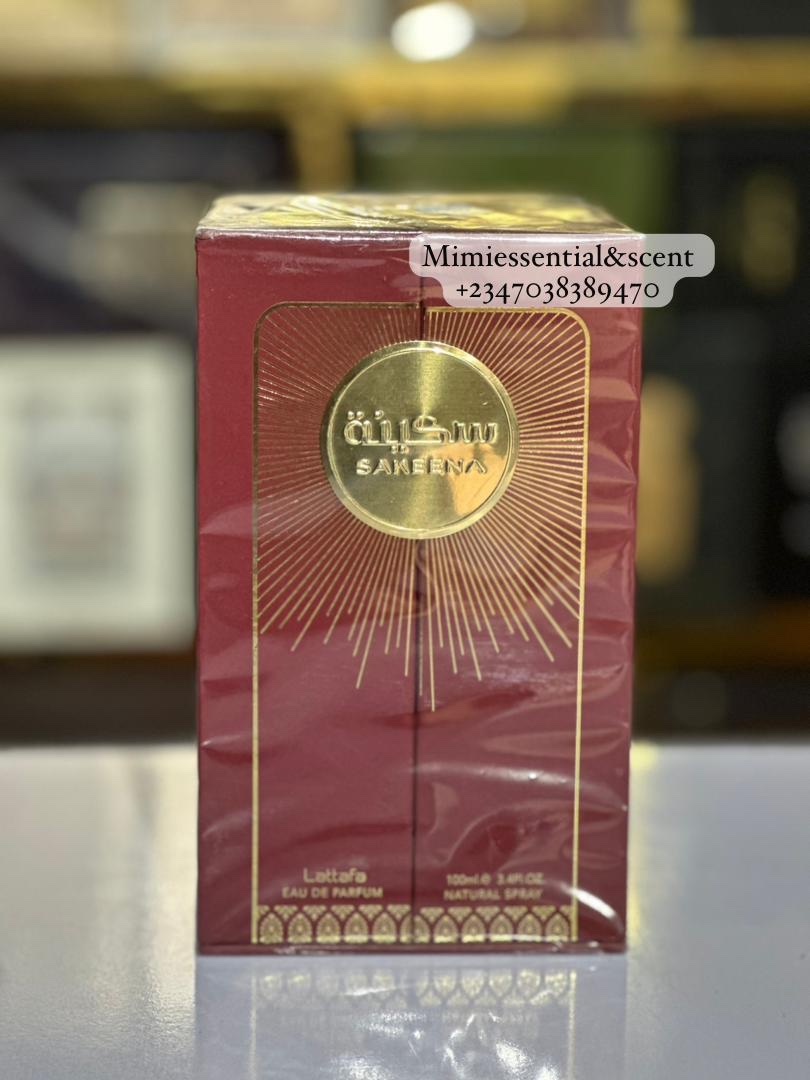 Mimiessential&scent
+2347038389470
سكينة
SAKEENA
Lattafa
EAU DE PARFUM
100ml.℮ 3.4Fl.OZ.
NATURAL SPRAY